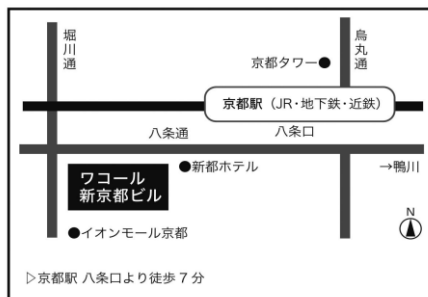 堀川通
烏丸通
京都タワー●
京都駅（JR・地下鉄・近鉄）
八条通
八条口
●新都ホテル
→鴨川
ワコール
新京都ビル
N
●イオンモール京都
▷京都駅 八条口より徒歩 7 分